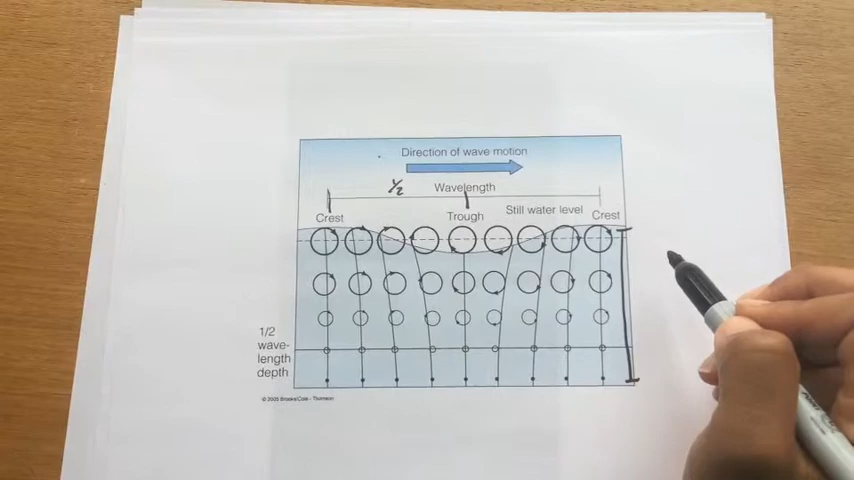 Direction of wave motion
1/2
Wavelength
Crest
Trough
Still water level
Crest
1/2
wave-
length
depth
© 2005 Brooks/Cole - Thomson